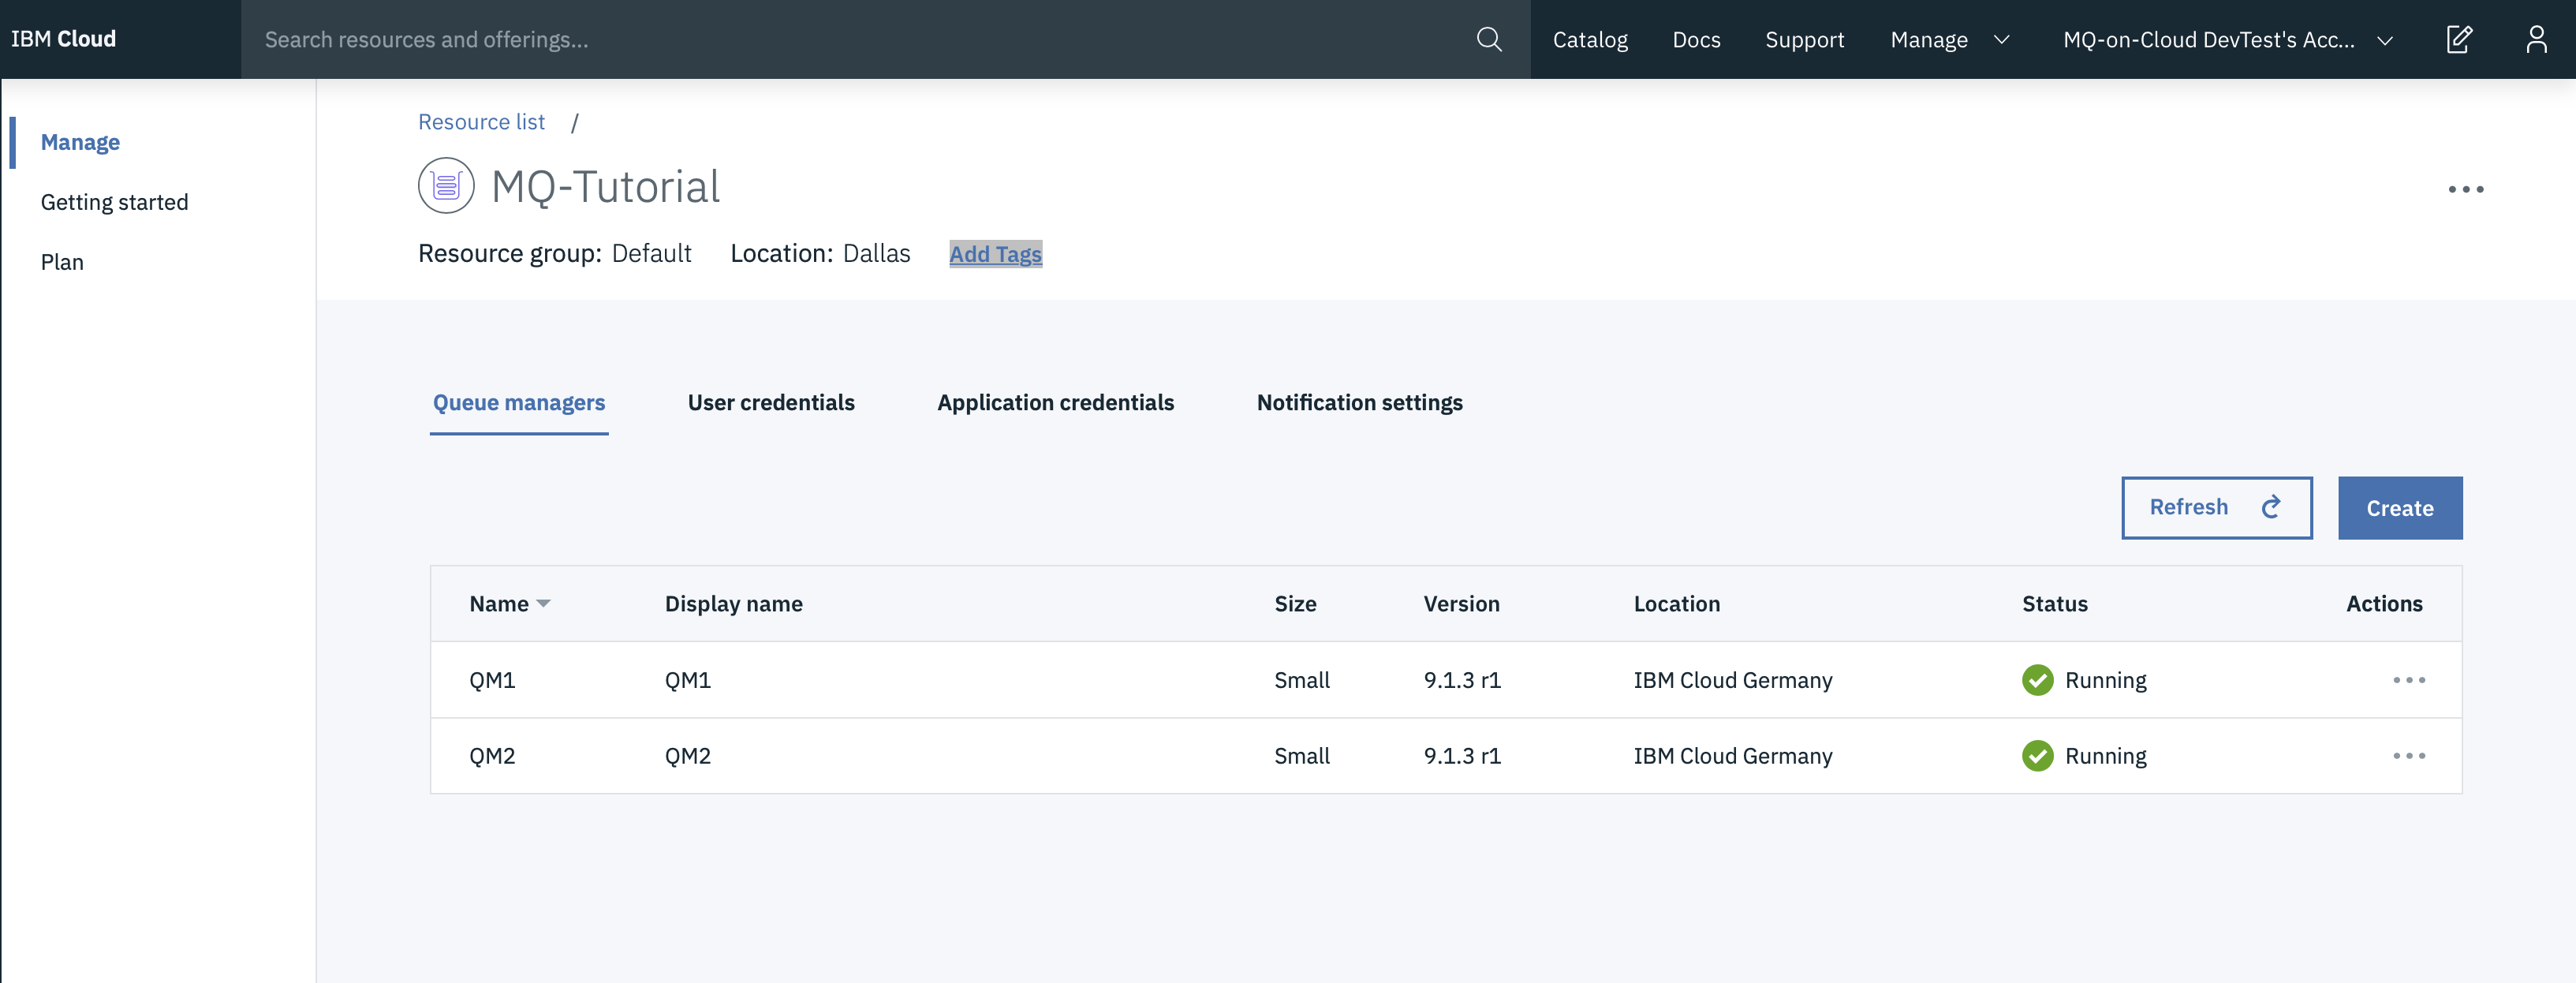 IBM Cloud
Search resources and offerings...
Catalog
Docs
Support
Manage
MQ-on-Cloud DevTest's Acc...
Manage
Getting started
Plan
Resource list /
MQ-Tutorial
Resource group: Default Location: Dallas Add Tags
Queue managers User credentials Application credentials Notification settings
Refresh Create
Name Display name Size Version Location Status Actions
QM1 QM1 Small 9.1.3 r1 IBM Cloud Germany Running
QM2 QM2 Small 9.1.3 r1 IBM Cloud Germany Running